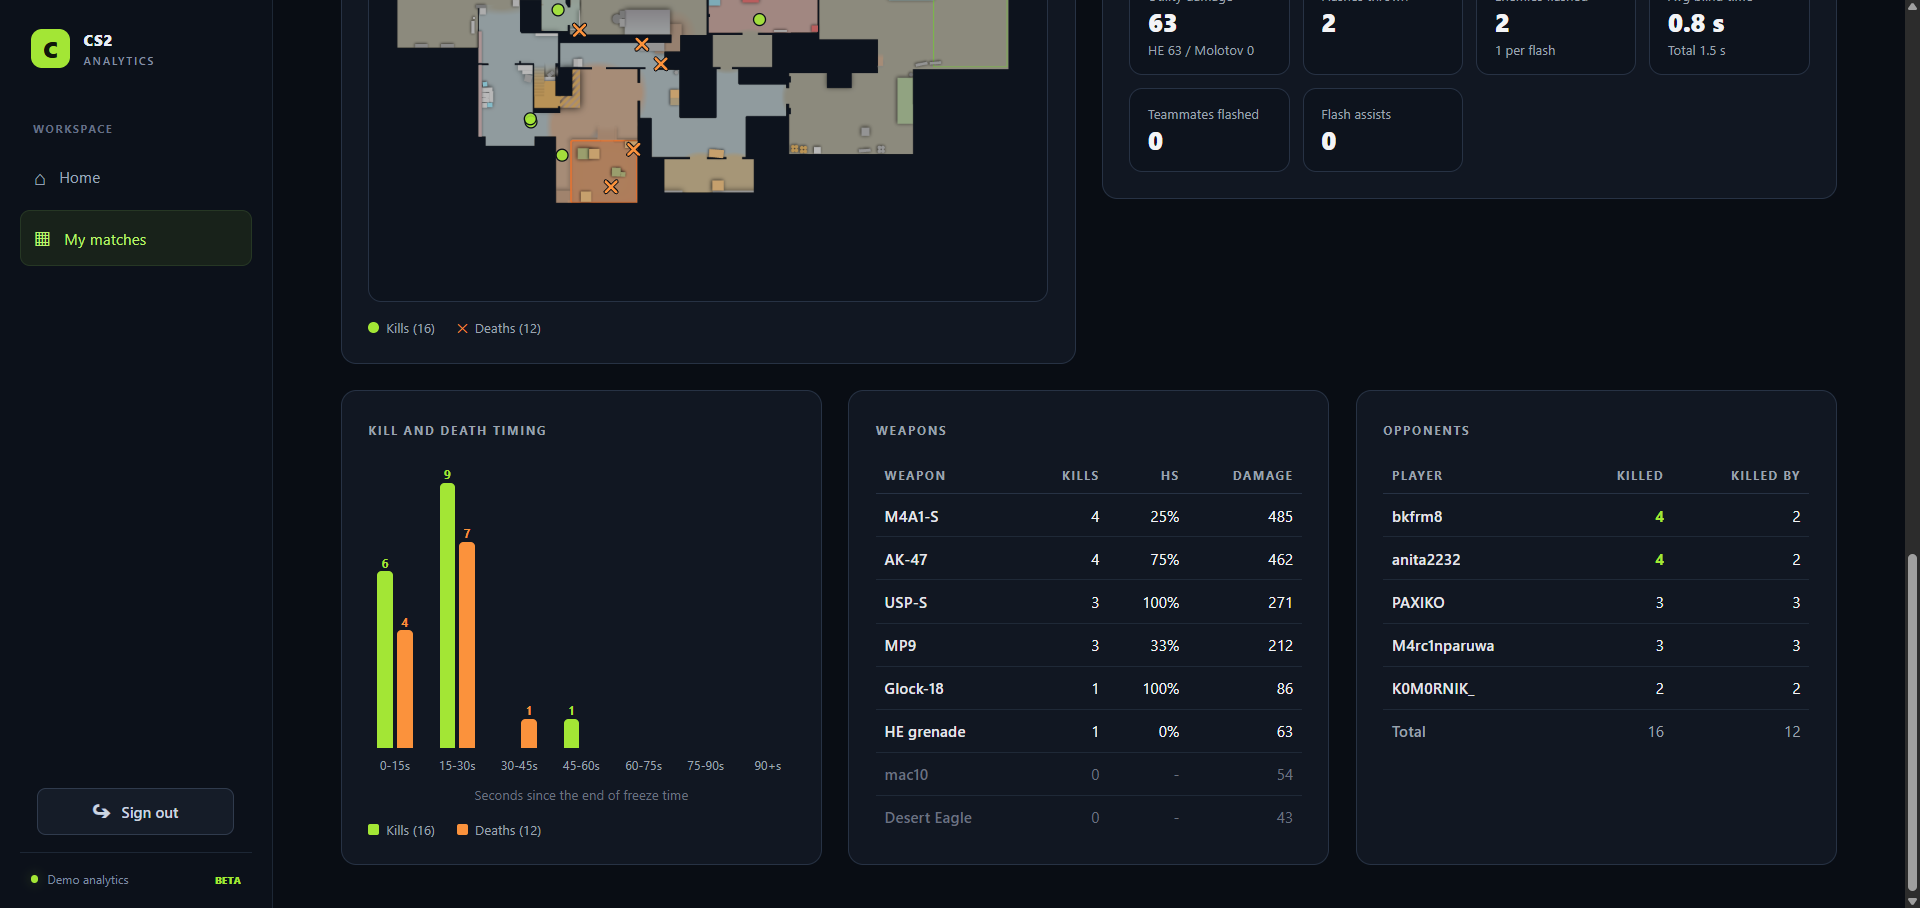 CS2
ANALYTICS
WORKSPACE
Home
My matches
Sign out
Demo analytics
BETA
Kills (16)
Deaths (12)
63
HE 63 / Molotov 0
2
2
1 per flash
0.8 s
Total 1.5 s
Teammates flashed
0
Flash assists
0
KILL AND DEATH TIMING
6
4
9
7
1
1
0-15s
15-30s
30-45s
45-60s
60-75s
75-90s
90+s
Seconds since the end of freeze time
Kills (16)
Deaths (12)
WEAPONS
WEAPON KILLS HS DAMAGE
M4A1-S 4 25% 485
AK-47 4 75% 462
USP-S 3 100% 271
MP9 3 33% 212
Glock-18 1 100% 86
HE grenade 1 0% 63
mac10 0 - 54
Desert Eagle 0 - 43
OPPONENTS
PLAYER KILLED KILLED BY
bkfrm8 4 2
anita2232 4 2
PAXIKO 3 3
M4rc1nparuwa 3 3
K0M0RNIK_ 2 2
Total 16 12